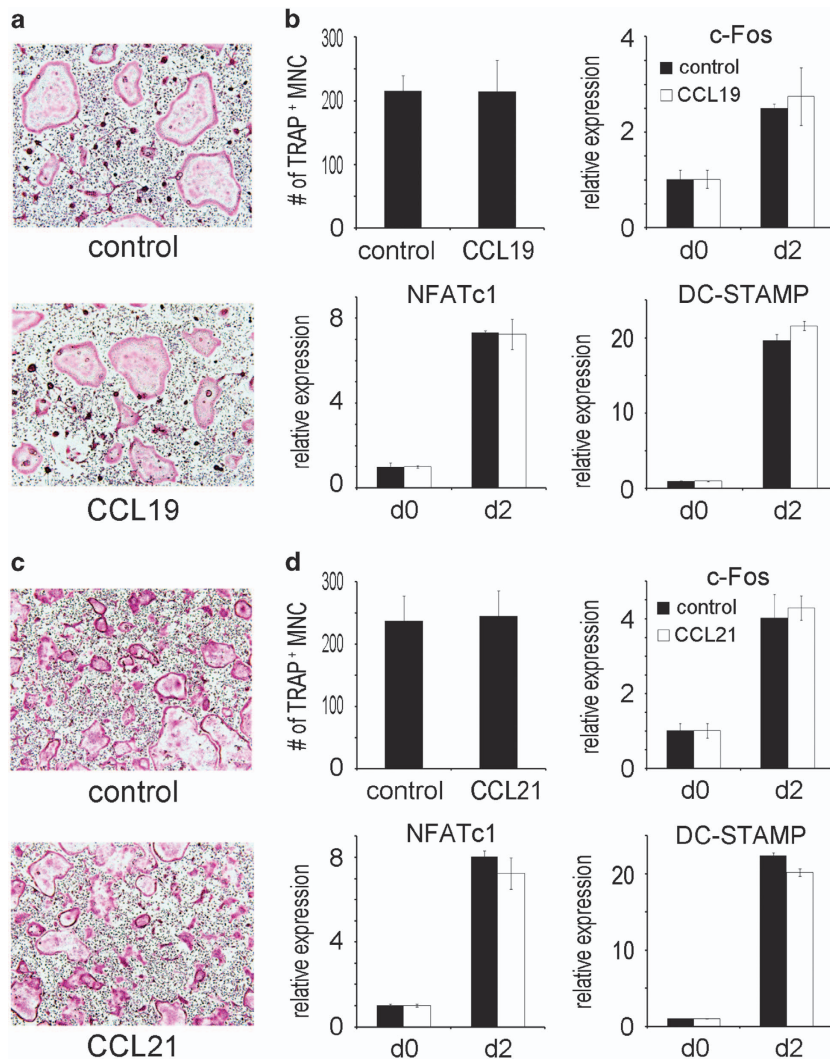 a
control
CCL19
b
# of TRAP⁺ MNC
300
200
100
0
control CCL19
c-Fos
control
CCL19
relative expression
4
2
0
d0 d2
NFATc1
relative expression
8
4
0
d0 d2
DC-STAMP
relative expression
20
10
0
d0 d2
c
control
CCL21
d
# of TRAP⁺ MNC
300
200
100
0
control CCL21
c-Fos
control
CCL21
relative expression
4
2
0
d0 d2
NFATc1
relative expression
8
4
0
d0 d2
DC-STAMP
relative expression
20
10
0
d0 d2